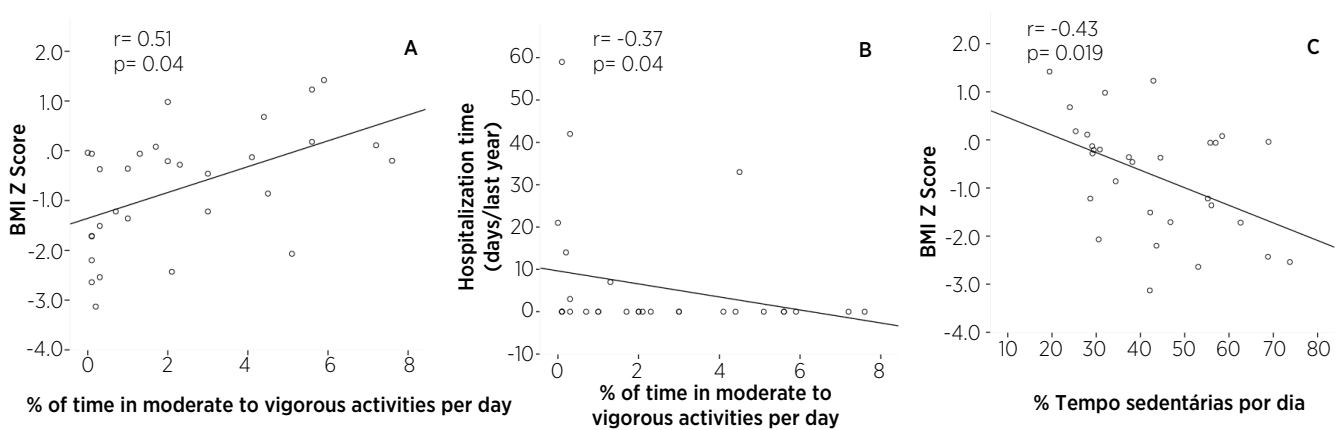 r= 0.51
p= 0.04
A
2.0
1.0
.0
-1.0
-2.0
-3.0
-4.0
BMI Z Score
0
2
4
6
8
% of time in moderate to vigorous activities per day
r= -0.37
p= 0.04
B
60
50
40
30
20
10
0
-10
Hospitalization time
(days/last year)
0
2
4
6
8
% of time in moderate to
vigorous activities per day
r= -0.43
p= 0.019
C
2.0
1.0
.0
-1.0
-2.0
-3.0
-4.0
BMI Z Score
10
20
30
40
50
60
70
80
% Tempo sedentárias por dia